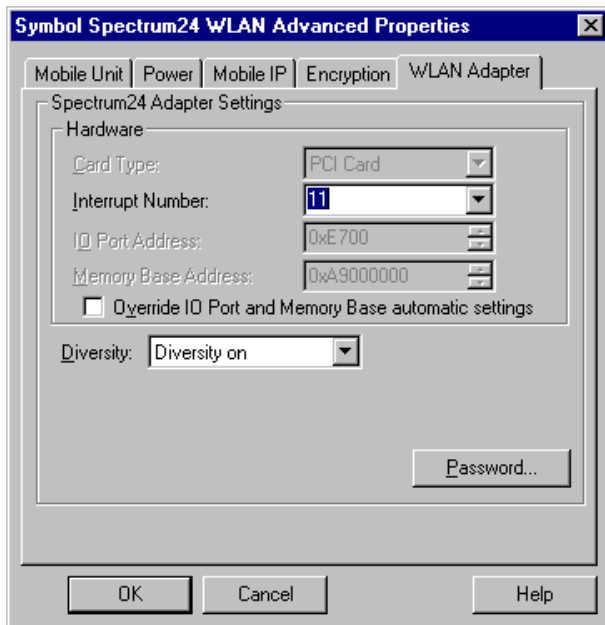 Symbol Spectrum24 WLAN Advanced Properties
Mobile Unit Power Mobile IP Encryption WLAN Adapter
Spectrum24 Adapter Settings
Hardware
Card Type: PCI Card
Interrupt Number: 11
IO Port Address: 0xE700
Memory Base Address: 0xA9000000
Override IO Port and Memory Base automatic settings
Diversity: Diversity on
Password...
OK Cancel Help